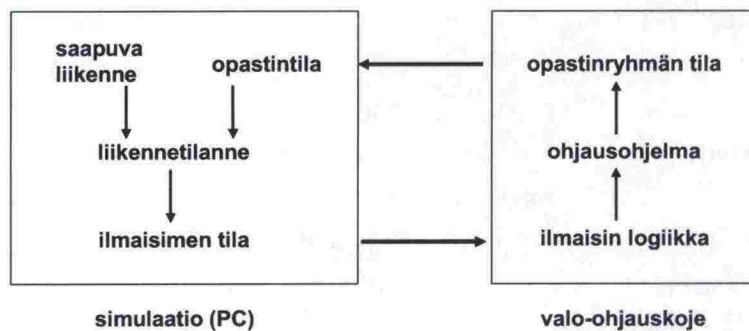 saapuva
liikenne
opastintila
liikennetilanne
ilmaisimen tila
simulaatio (PC)
opastinryhmän tila
ohjausohjelma
ilmaisin logiikka
valo-ohjauskoje